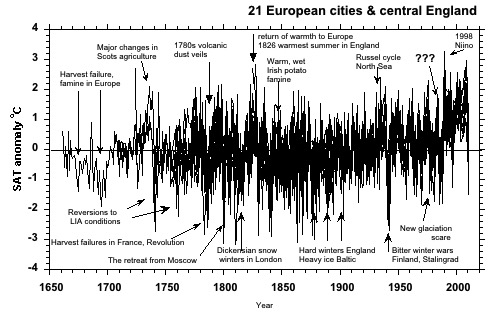 21 European cities & central England
return of warmth to Europe
1826 warmest summer in England
1998
Niino
Major changes in
Scots agriculture
1780s volcanic
dust veils
Russel cycle
North Sea
???
Warm, wet
Irish potato
famine
Harvest failure,
famine in Europe
SAT anomaly °C
4
3
2
1
0
-1
-2
-3
-4
Reversions to
LIA conditions
New glaciation
scare
Harvest failures in France, Revolution
The retreat from Moscow
Dickensian snow
winters in London
Hard winters England
Heavy ice Baltic
Bitter winter wars
Finland, Stalingrad
1650 1700 1750 1800 1850 1900 1950 2000
Year